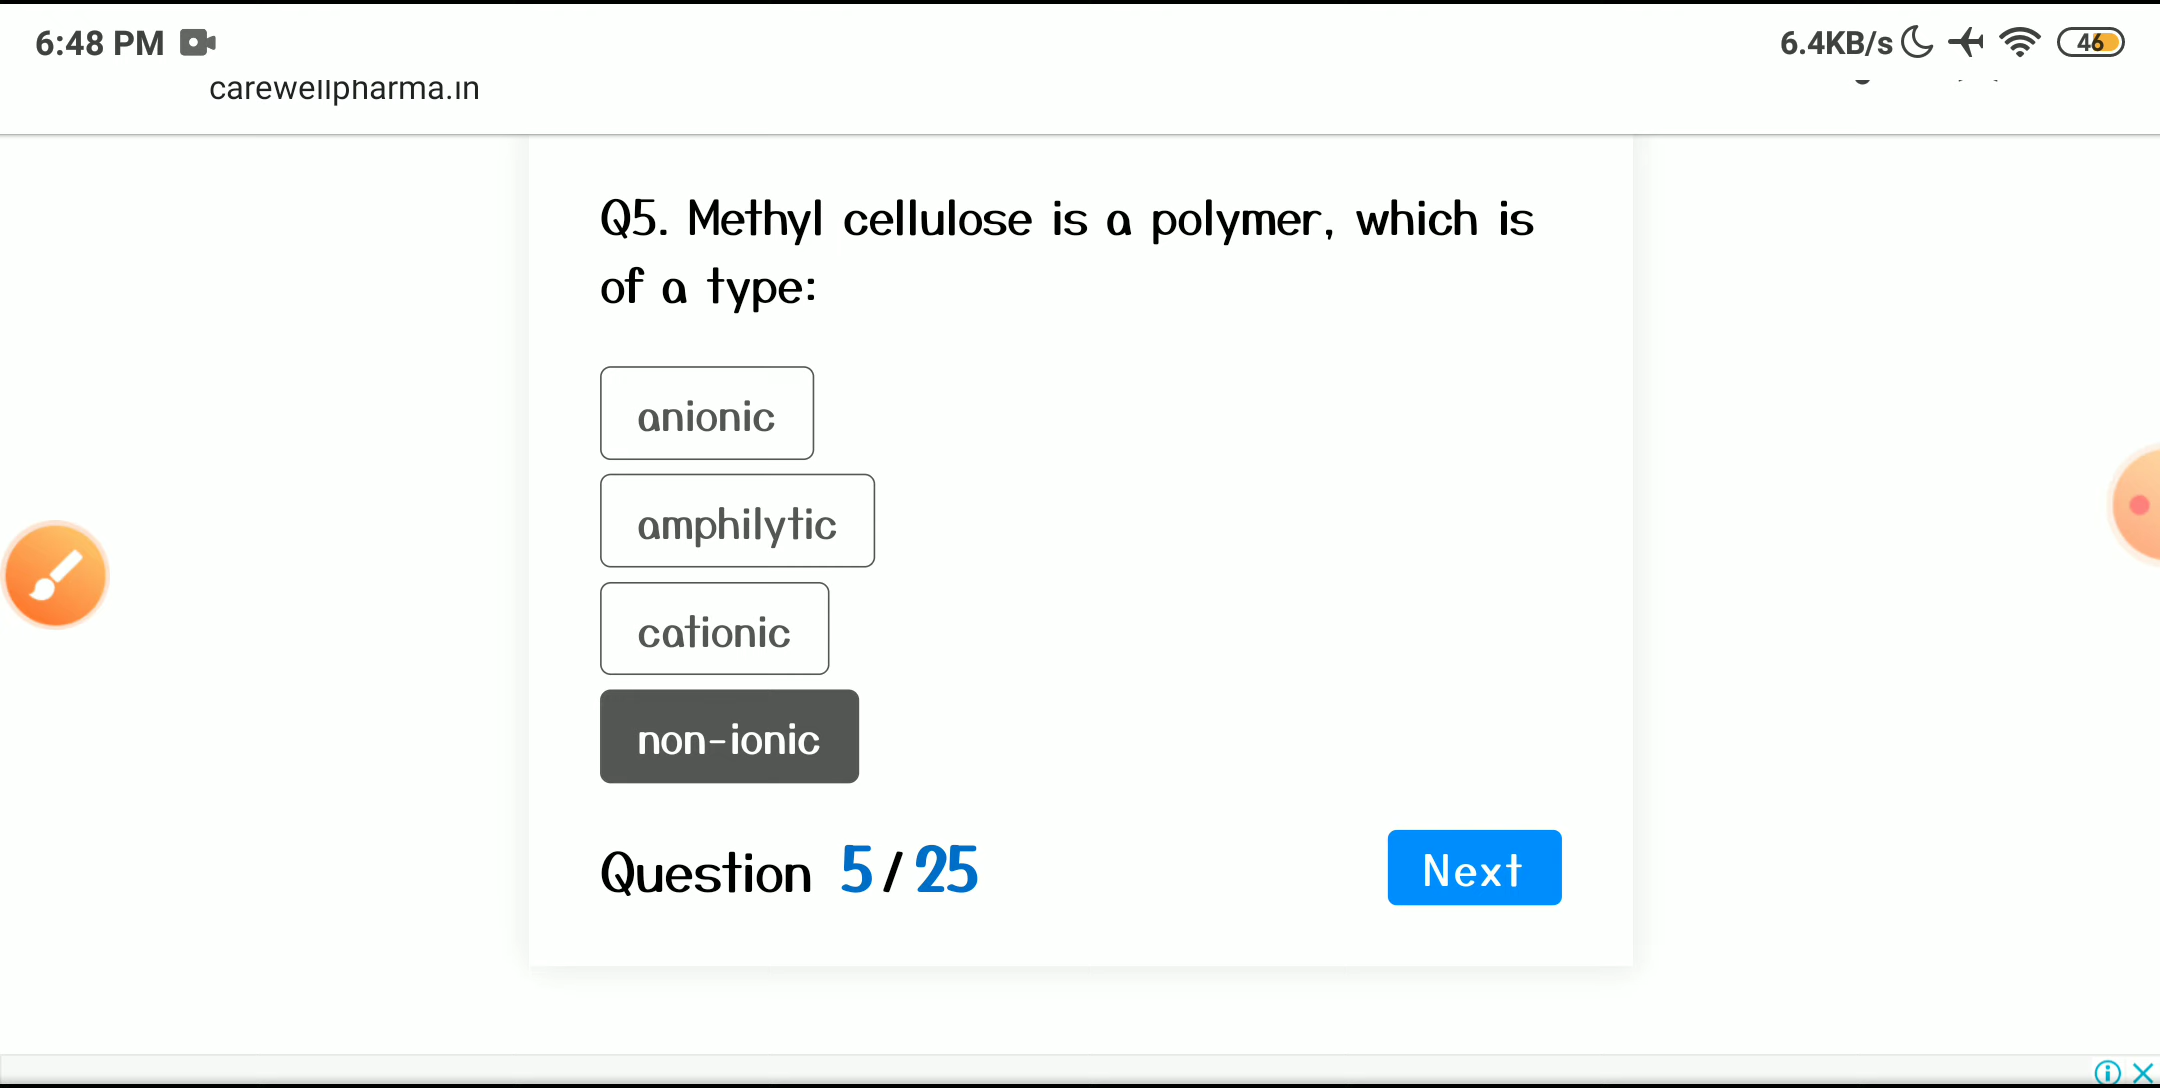 6:48 PM
6.4KB/s
46
carewellpharma.in
Q5. Methyl cellulose is a polymer, which is
of a type:
anionic
amphilytic
cationic
non-ionic
Question 5/25
Next